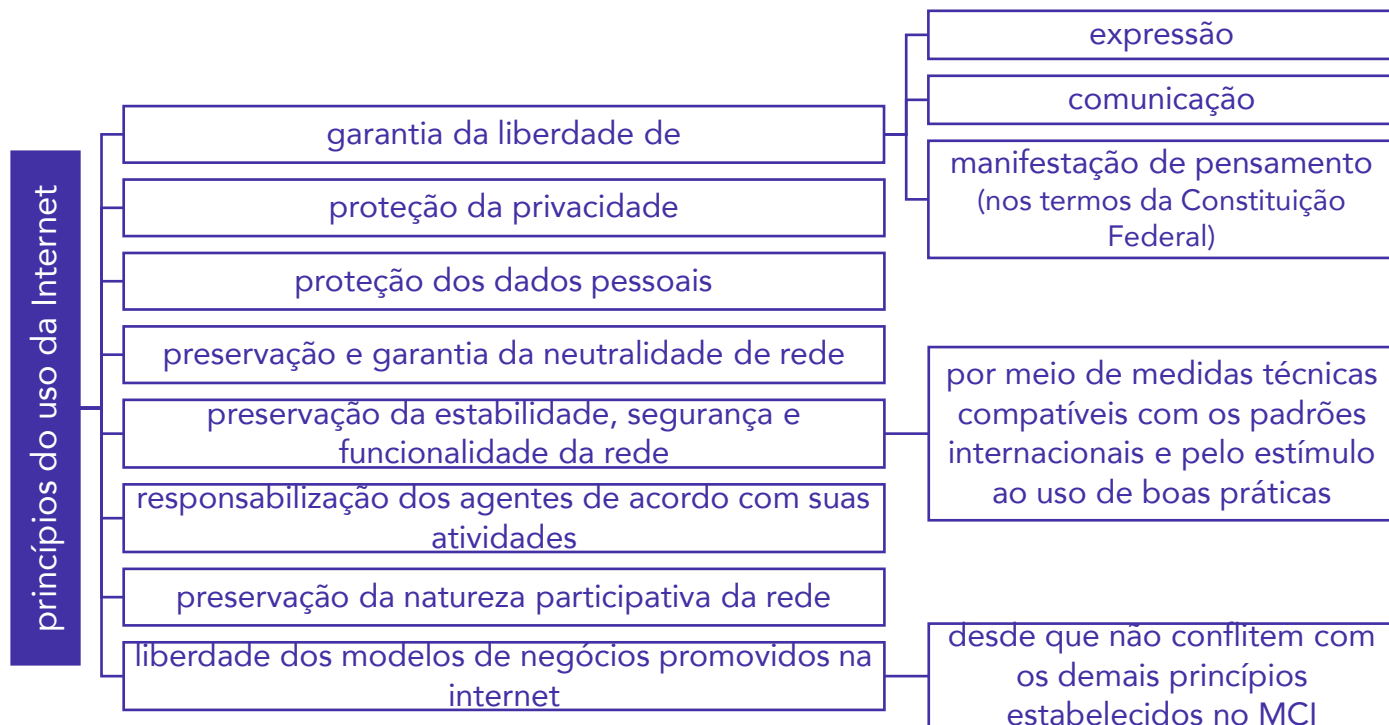 princípios do uso da Internet
garantia da liberdade de
expressão
comunicação
manifestação de pensamento
(nos termos da Constituição
Federal)
proteção da privacidade
proteção dos dados pessoais
preservação e garantia da neutralidade de rede
preservação da estabilidade, segurança e
funcionalidade da rede
por meio de medidas técnicas
compatíveis com os padrões
internacionais e pelo estímulo
ao uso de boas práticas
responsabilização dos agentes de acordo com suas
atividades
preservação da natureza participativa da rede
liberdade dos modelos de negócios promovidos na
internet
desde que não conflitem com
os demais princípios
estabelecidos no MCI